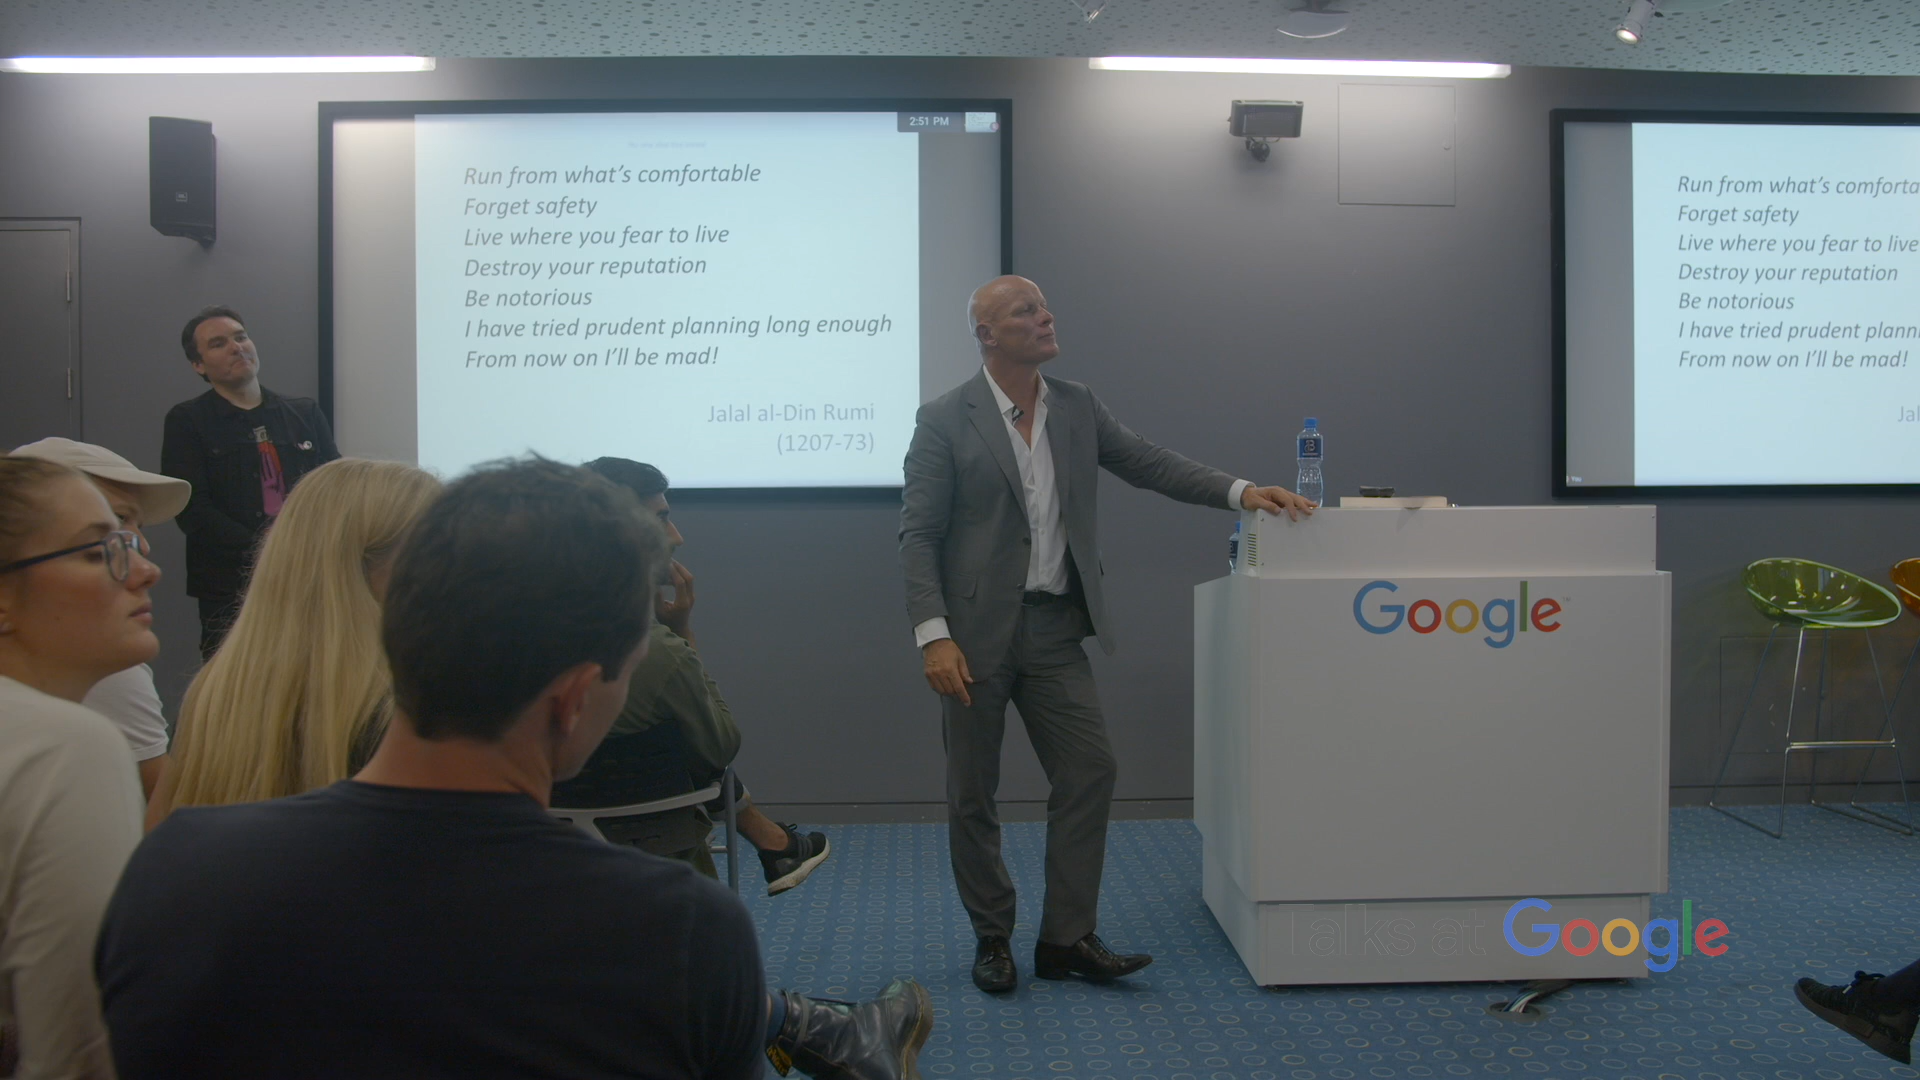 2:51 PM
Run from what's comfortable
Forget safety
Live where you fear to live
Destroy your reputation
Be notorious
I have tried prudent planning long enough
From now on I'll be mad!
Jalal al-Din Rumi
(1207-73)
Run from what's comforta
Forget safety
Live where you fear to live
Destroy your reputation
Be notorious
I have tried prudent planni
From now on I'll be mad!
Jal
Google
Talks at Google